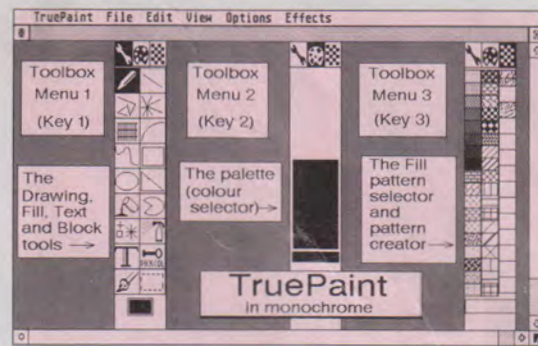 TruePaint File Edit View Options Effects
Toolbox
Menu 1
(Key 1)
Toolbox
Menu 2
(Key 2)
Toolbox
Menu 3
(Key 3)
The
Drawing,
Fill, Text
and Block
tools →
The palette
(colour
selector)→
The Fill
pattern
selector
and
pattern
creator→
T
TruePaint
in monochrome